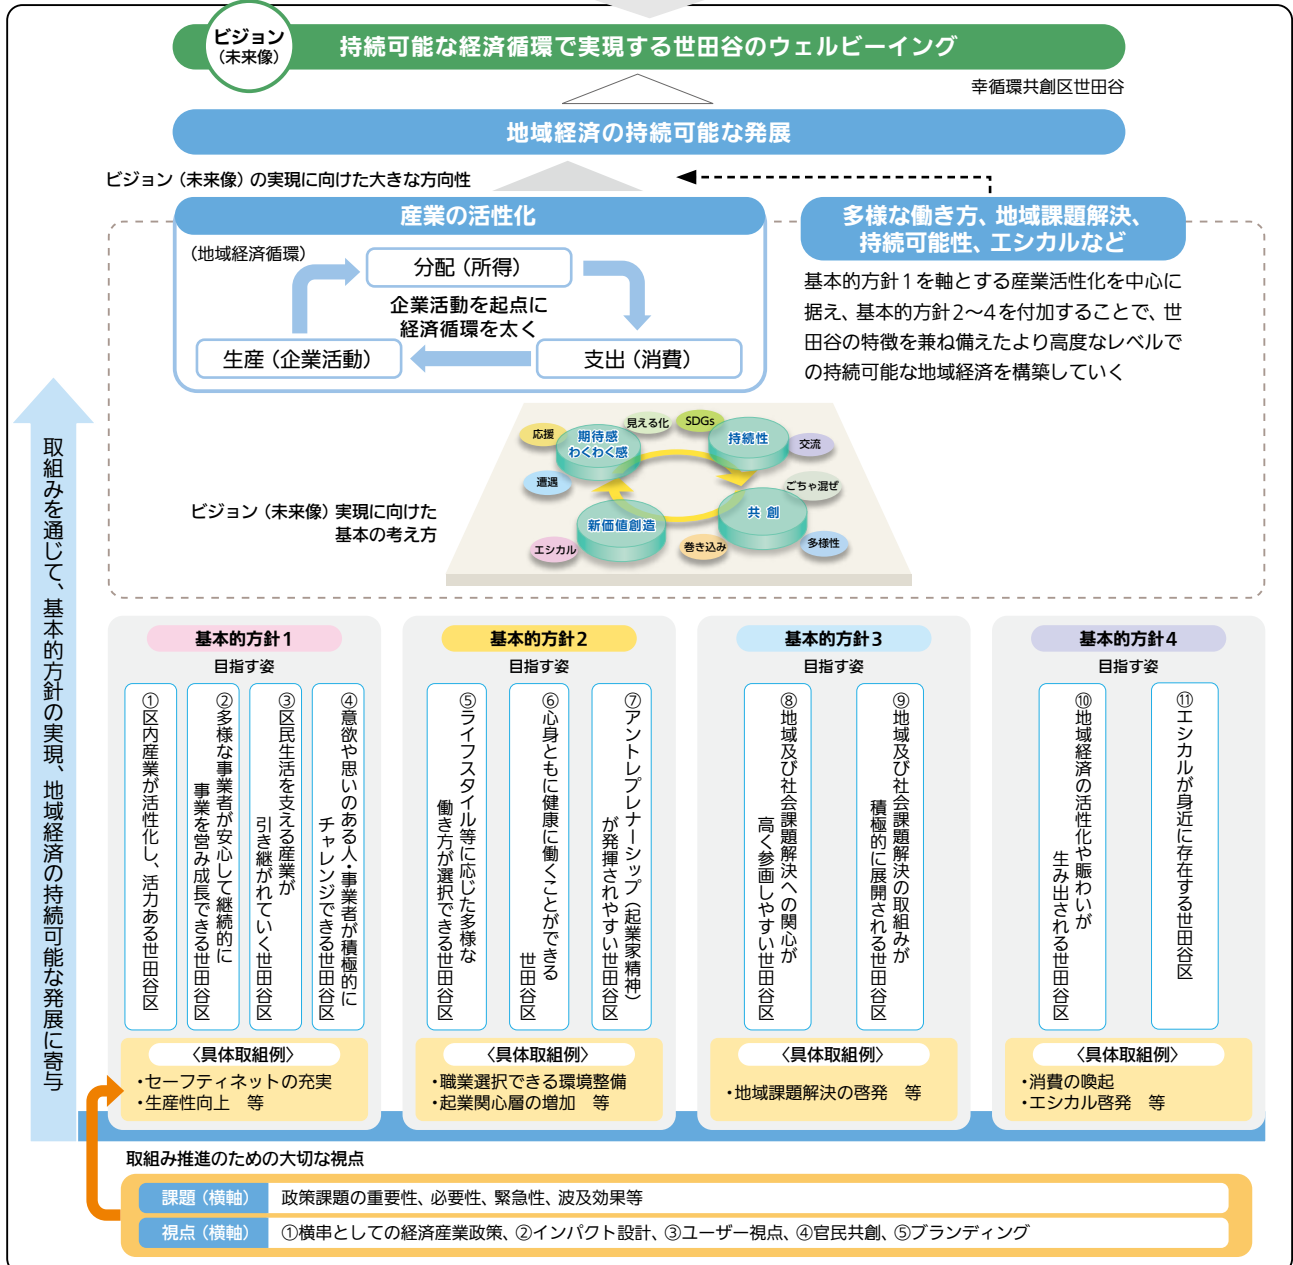 ビジョン
（未来像）
持続可能な経済循環で実現する世田谷のウェルビーイング
幸循環共創区世田谷
地域経済の持続可能な発展
ビジョン（未来像）の実現に向けた大きな方向性
産業の活性化
（地域経済循環）
分配（所得）
企業活動を起点に
経済循環を太く
生産（企業活動）
支出（消費）
多様な働き方、地域課題解決、
持続可能性、エシカルなど
基本的方針１を軸とする産業活性化を中心に
据え、基本的方針２～４を付加することで、世
田谷の特徴を兼ね備えたより高度なレベルで
の持続可能な地域経済を構築していく
ビジョン（未来像）実現に向けた
基本の考え方
応援
期待感
わくわく感
見える化
SDGs
持続性
交流
遭遇
ごちゃ混ぜ
新価値創造
共創
エシカル
巻き込み
多様性
取組みを通じて、基本的方針の実現、地域経済の持続可能な発展に寄与
基本的方針１
目指す姿
①区内産業が活性化し、活力ある世田谷区
②多様な事業者が安心して継続的に
事業を営み成長できる世田谷区
③区民生活を支える産業が
引き継がれていく世田谷区
④意欲や思いのある人・事業者が積極的に
チャレンジできる世田谷区
〈具体取組例〉
・セーフティネットの充実
・生産性向上　等
基本的方針２
目指す姿
⑤ライフスタイル等に応じた多様な
働き方が選択できる世田谷区
⑥心身ともに健康に働くことができる
世田谷区
⑦アントレプレナーシップ（起業家精神）
が発揮されやすい世田谷区
〈具体取組例〉
・職業選択できる環境整備
・起業関心層の増加　等
基本的方針３
目指す姿
⑧地域及び社会課題解決への関心が
高く参画しやすい世田谷区
⑨地域及び社会課題解決の取組みが
積極的に展開される世田谷区
〈具体取組例〉
・地域課題解決の啓発　等
基本的方針４
目指す姿
⑩地域経済の活性化や賑わいが
生み出される世田谷区
⑪エシカルが身近に存在する世田谷区
〈具体取組例〉
・消費の喚起
・エシカル啓発　等
取組み推進のための大切な視点
課題（横軸）
政策課題の重要性、必要性、緊急性、波及効果等
視点（横軸）
①横串としての経済産業政策、②インパクト設計、③ユーザー視点、④官民共創、⑤ブランディング